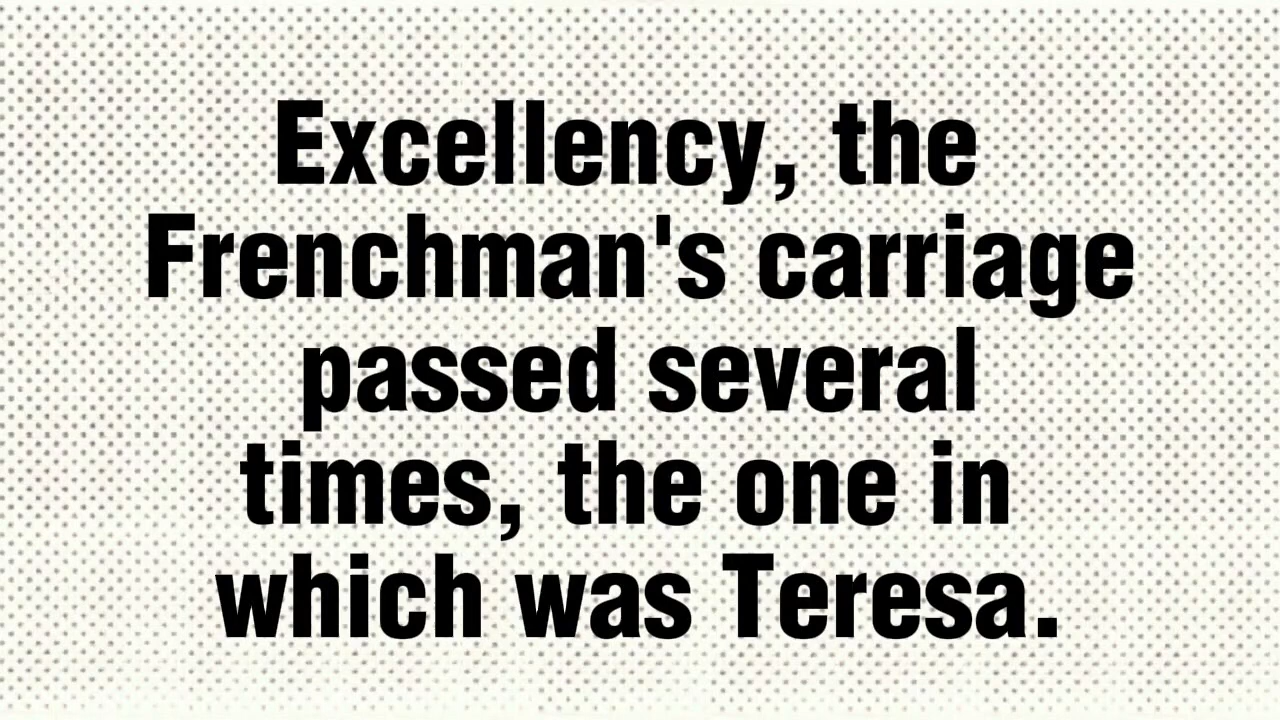 Excellency, the
Frenchman's carriage
passed several
times, the one in
which was Teresa.